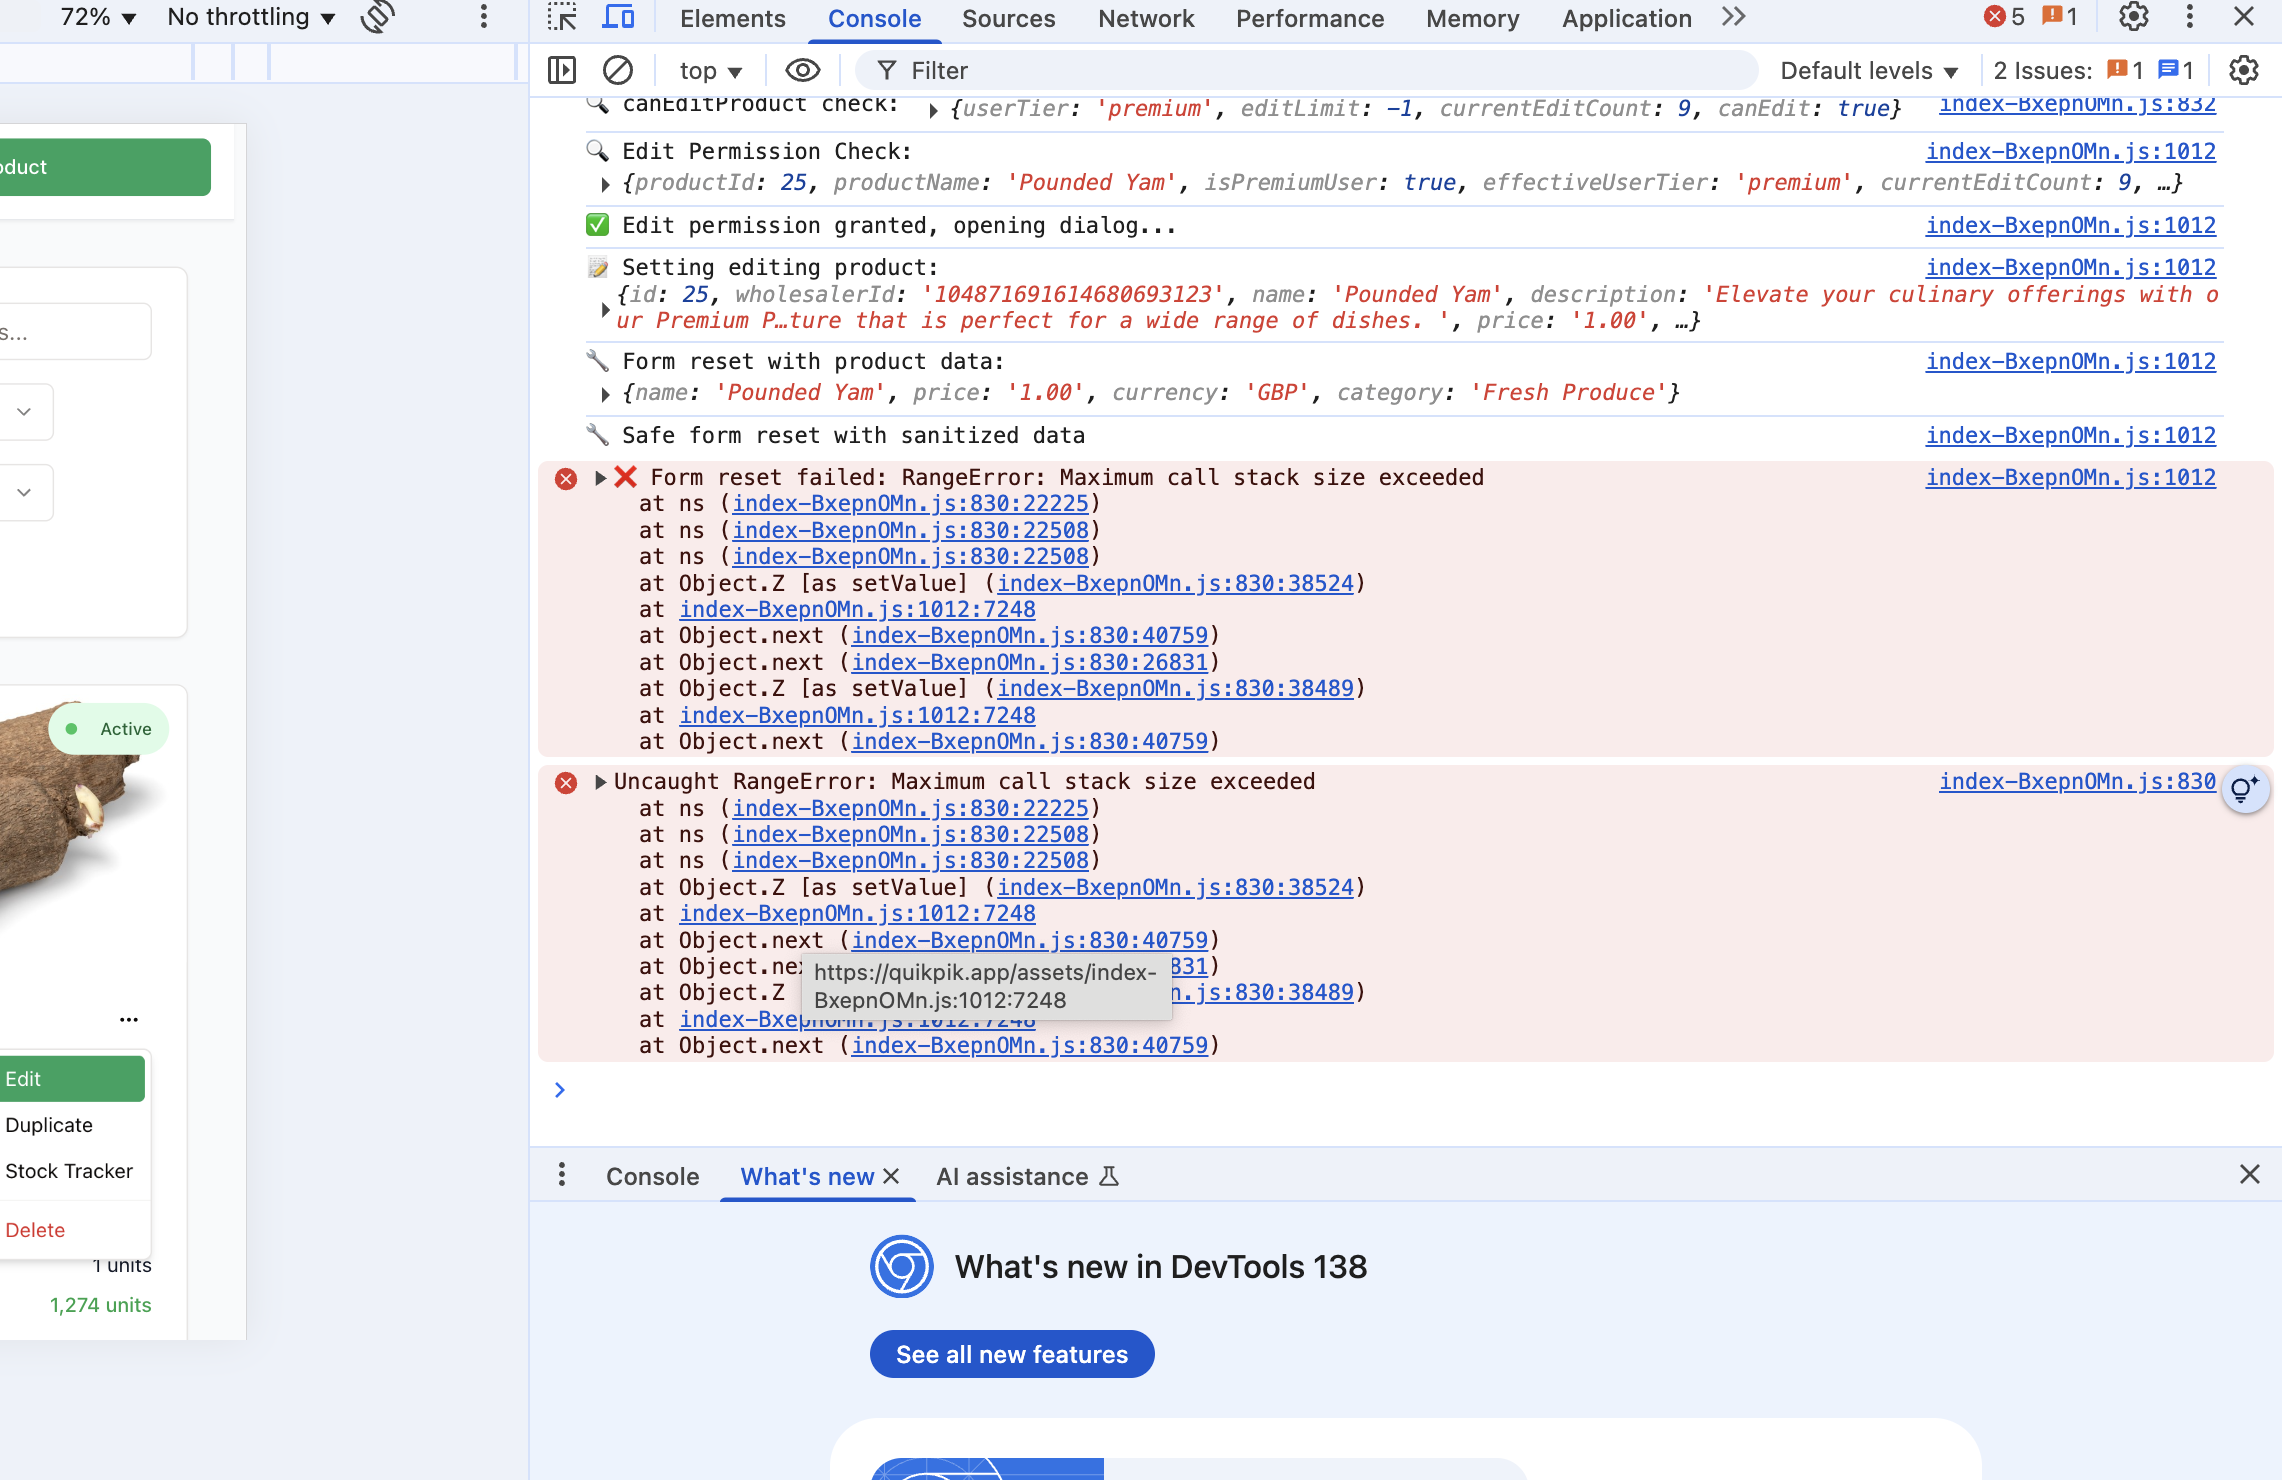 72% ▼ No throttling ▼
Elements Console Sources Network Performance Memory Application 5 1
top ▼ Filter Default levels ▼ 2 Issues: 1 1
oduct
s...
Active
...
Edit
Duplicate
Stock Tracker
Delete
1 units
1,274 units
canEditProduct check: {userTier: 'premium', editLimit: -1, currentEditCount: 9, canEdit: true} index-BxepnOMn.js:832
Edit Permission Check: index-BxepnOMn.js:1012
{productId: 25, productName: 'Pounded Yam', isPremiumUser: true, effectiveUserTier: 'premium', currentEditCount: 9, …}
Edit permission granted, opening dialog... index-BxepnOMn.js:1012
Setting editing product: index-BxepnOMn.js:1012
{id: 25, wholesalerId: '104871691614680693123', name: 'Pounded Yam', description: 'Elevate your culinary offerings with o
ur Premium P…ture that is perfect for a wide range of dishes. ', price: '1.00', …}
Form reset with product data: index-BxepnOMn.js:1012
{name: 'Pounded Yam', price: '1.00', currency: 'GBP', category: 'Fresh Produce'}
Safe form reset with sanitized data index-BxepnOMn.js:1012
❌ Form reset failed: RangeError: Maximum call stack size exceeded index-BxepnOMn.js:1012
at ns (index-BxepnOMn.js:830:22225)
at ns (index-BxepnOMn.js:830:22508)
at ns (index-BxepnOMn.js:830:22508)
at Object.Z [as setValue] (index-BxepnOMn.js:830:38524)
at index-BxepnOMn.js:1012:7248
at Object.next (index-BxepnOMn.js:830:40759)
at Object.next (index-BxepnOMn.js:830:26831)
at Object.Z [as setValue] (index-BxepnOMn.js:830:38489)
at index-BxepnOMn.js:1012:7248
at Object.next (index-BxepnOMn.js:830:40759)
Uncaught RangeError: Maximum call stack size exceeded index-BxepnOMn.js:830
at ns (index-BxepnOMn.js:830:22225)
at ns (index-BxepnOMn.js:830:22508)
at ns (index-BxepnOMn.js:830:22508)
at Object.Z [as setValue] (index-BxepnOMn.js:830:38524)
at index-BxepnOMn.js:1012:7248
at Object.next (index-BxepnOMn.js:830:40759)
at Object.ne 831)
at Object.Z n.js:830:38489)
https://quikpik.app/assets/index-
BxepnOMn.js:1012:7248
at index-BxepnOMn.js:1012:7248
at Object.next (index-BxepnOMn.js:830:40759)
Console What's new AI assistance
What's new in DevTools 138
See all new features